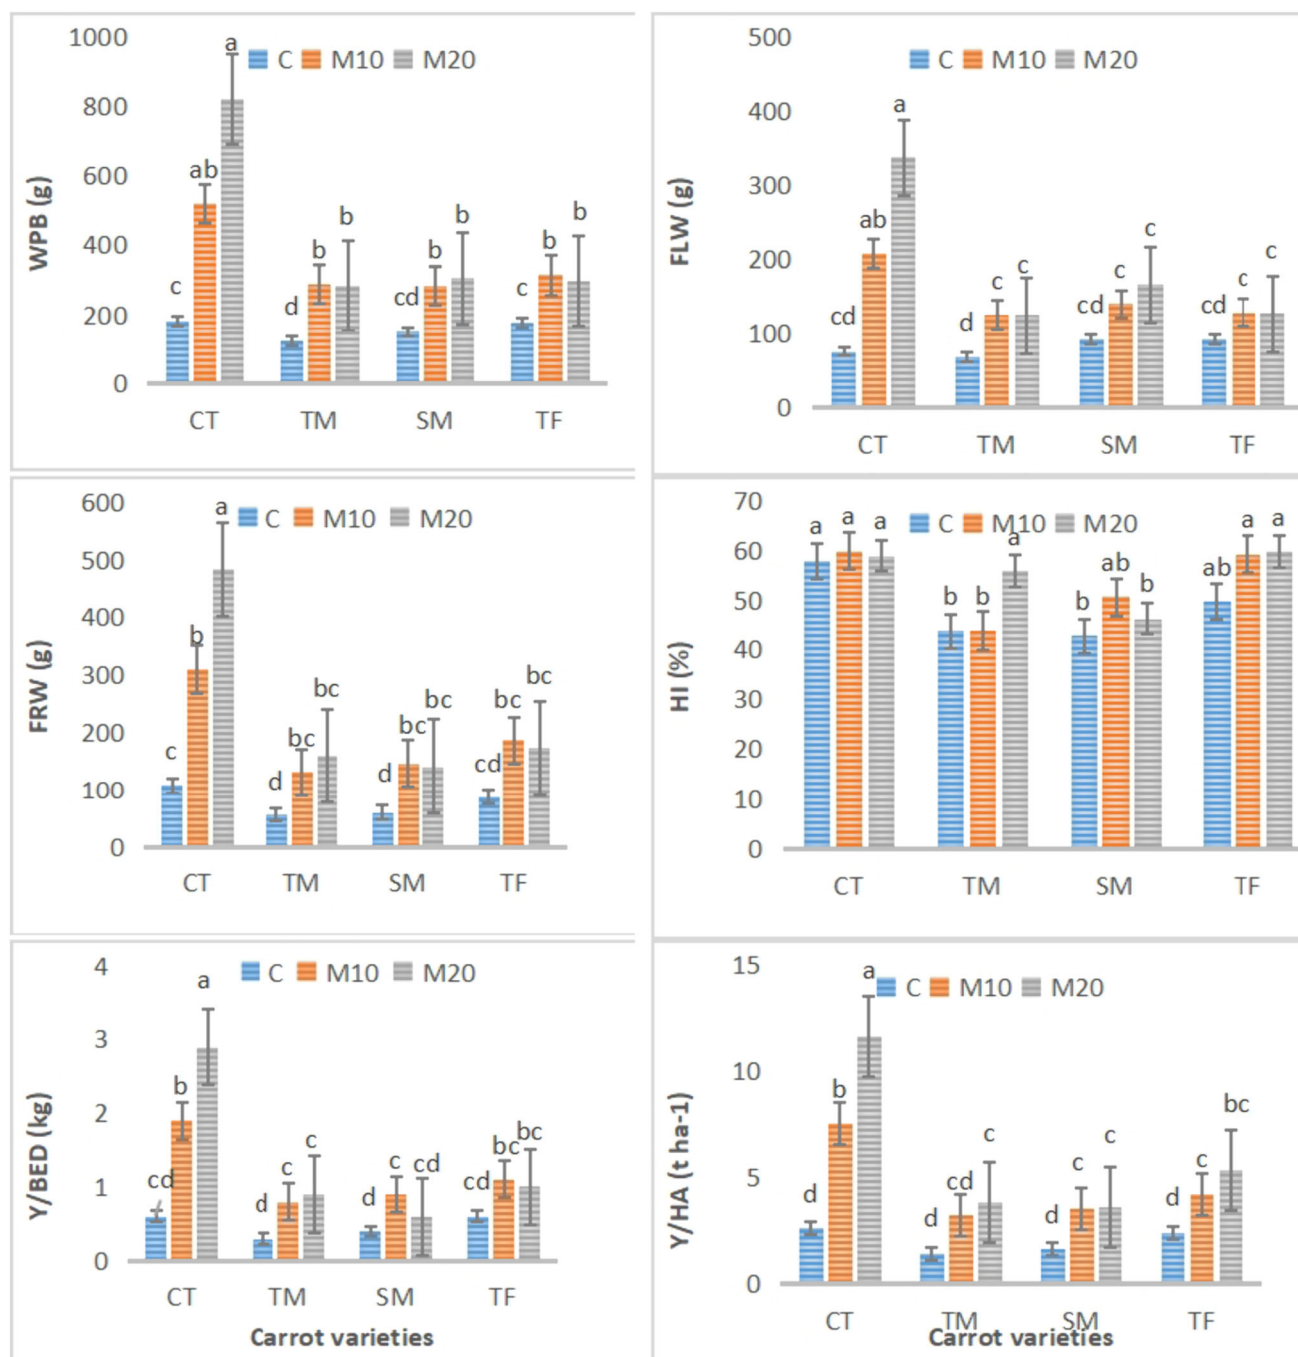 1000
a
C M10 M20
800
ab
600
WPB (g)
400
b b b b b b
c
200
d cd c
0
CT TM SM TF
500
C M10 M20
a
400
300
FLW (g)
ab
200
c c c c c c
cd
100
d cd cd
0
CT TM SM TF
600
a
C M10 M20
500
400
FRW (g)
b
300
bc bc bc bc bc bc
200
c
d d cd
100
0
CT TM SM TF
70
C M10 M20
a a a a a a
60
b b b ab b ab
50
40
HI (%)
30
20
10
0
CT TM SM TF
4
C M10 M20
a
3
b
2
Y/BED (kg)
cd c c c cd bc bc
1
d d cd
0
CT TM SM TF
Carrot varieties
15
a
C M10 M20
b
10
Y/HA (t ha-1)
bc
cd c c c c
5
d d d d
0
CT TM SM TF
Carrot varieties